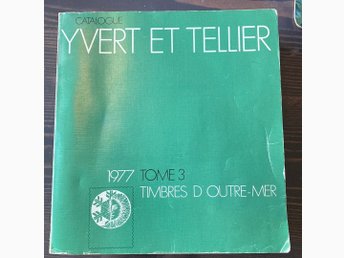 CATALOGUE
YVERT ET TELLIER
1977 TOME 3
TIMBRES D OUTRE-MER